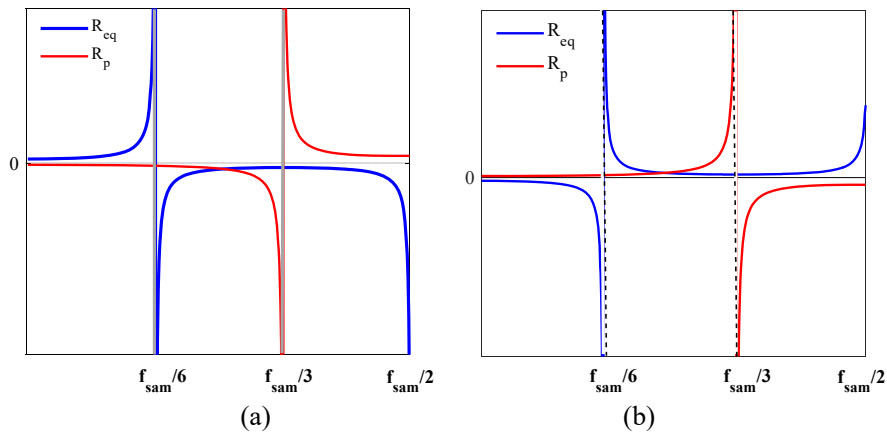 R_eq
R_p
0
f_sam/6
f_sam/3
f_sam/2
(a)
R_eq
R_p
0
f_sam/6
f_sam/3
f_sam/2
(b)